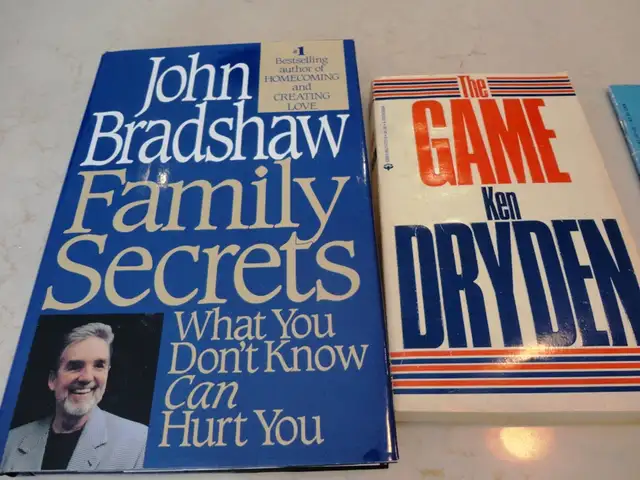 John
Bradshaw
#1
Bestselling
author of
HOMECOMING
and
CREATING
LOVE
Family
Secrets
What You
Don't Know
Can
Hurt You
The
GAME
Ken
DRYDEN